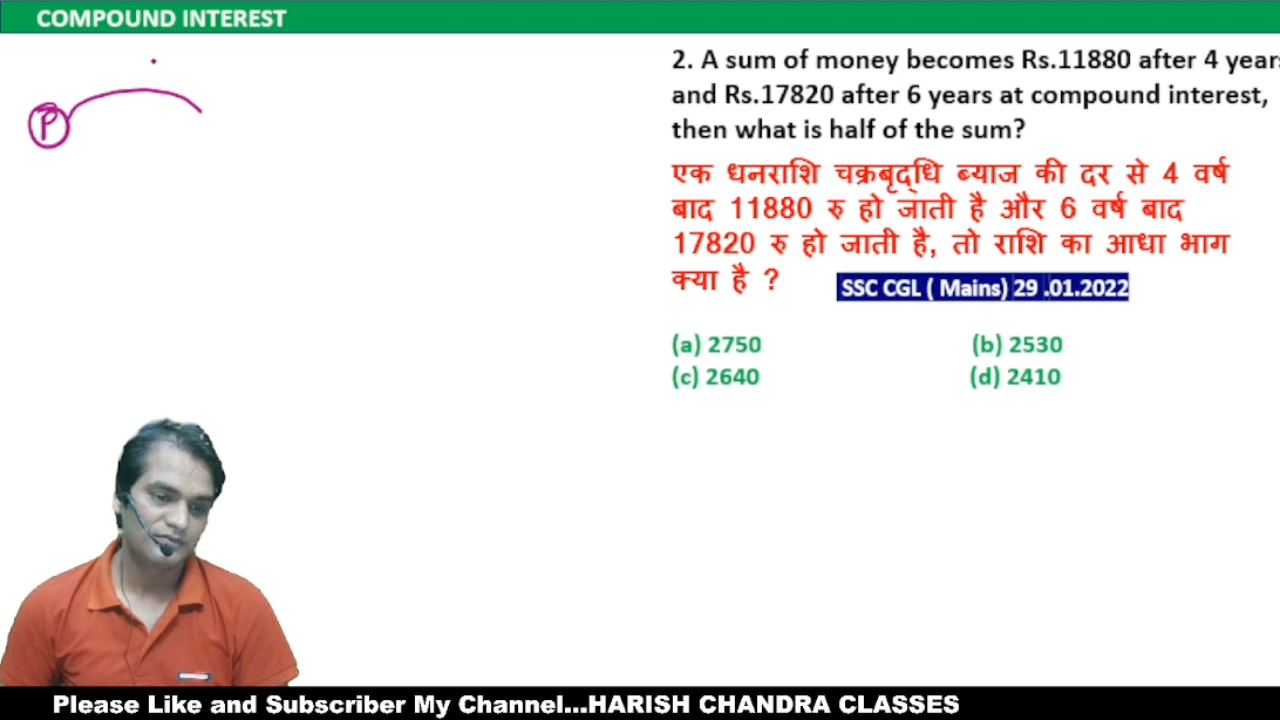 COMPOUND INTEREST
P
2. A sum of money becomes Rs.11880 after 4 years
and Rs.17820 after 6 years at compound interest,
then what is half of the sum?
एक धनराशि चक्रबृद्धि ब्याज की दर से 4 वर्ष
बाद 11880 रु हो जाती है और 6 वर्ष बाद
17820 रु हो जाती है, तो राशि का आधा भाग
क्या है ?
SSC CGL ( Mains) 29 .01.2022
(a) 2750 (b) 2530
(c) 2640 (d) 2410
Please Like and Subscriber My Channel...HARISH CHANDRA CLASSES